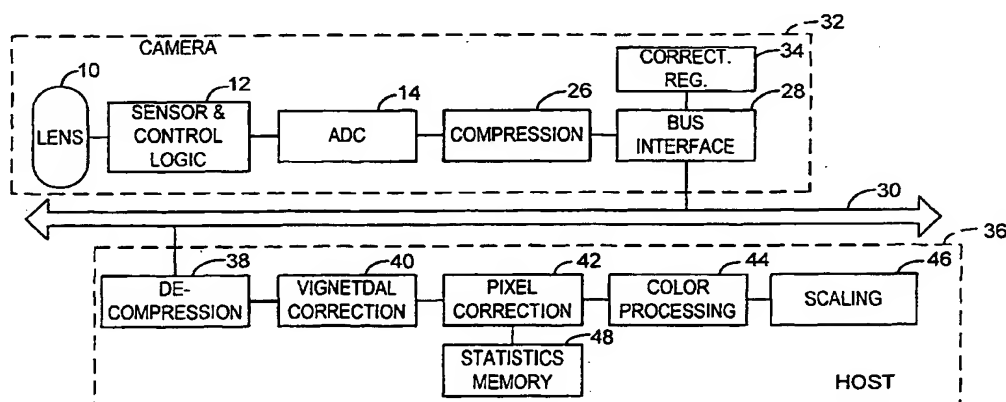 CAMERA
32
10
LENS
12
SENSOR &
CONTROL
LOGIC
14
ADC
26
COMPRESSION
CORRECT.
REG.
34
BUS
INTERFACE
28
30
36
DE-
COMPRESSION
38
VIGNETDAL
CORRECTION
40
PIXEL
CORRECTION
42
COLOR
PROCESSING
44
SCALING
46
STATISTICS
MEMORY
48
HOST